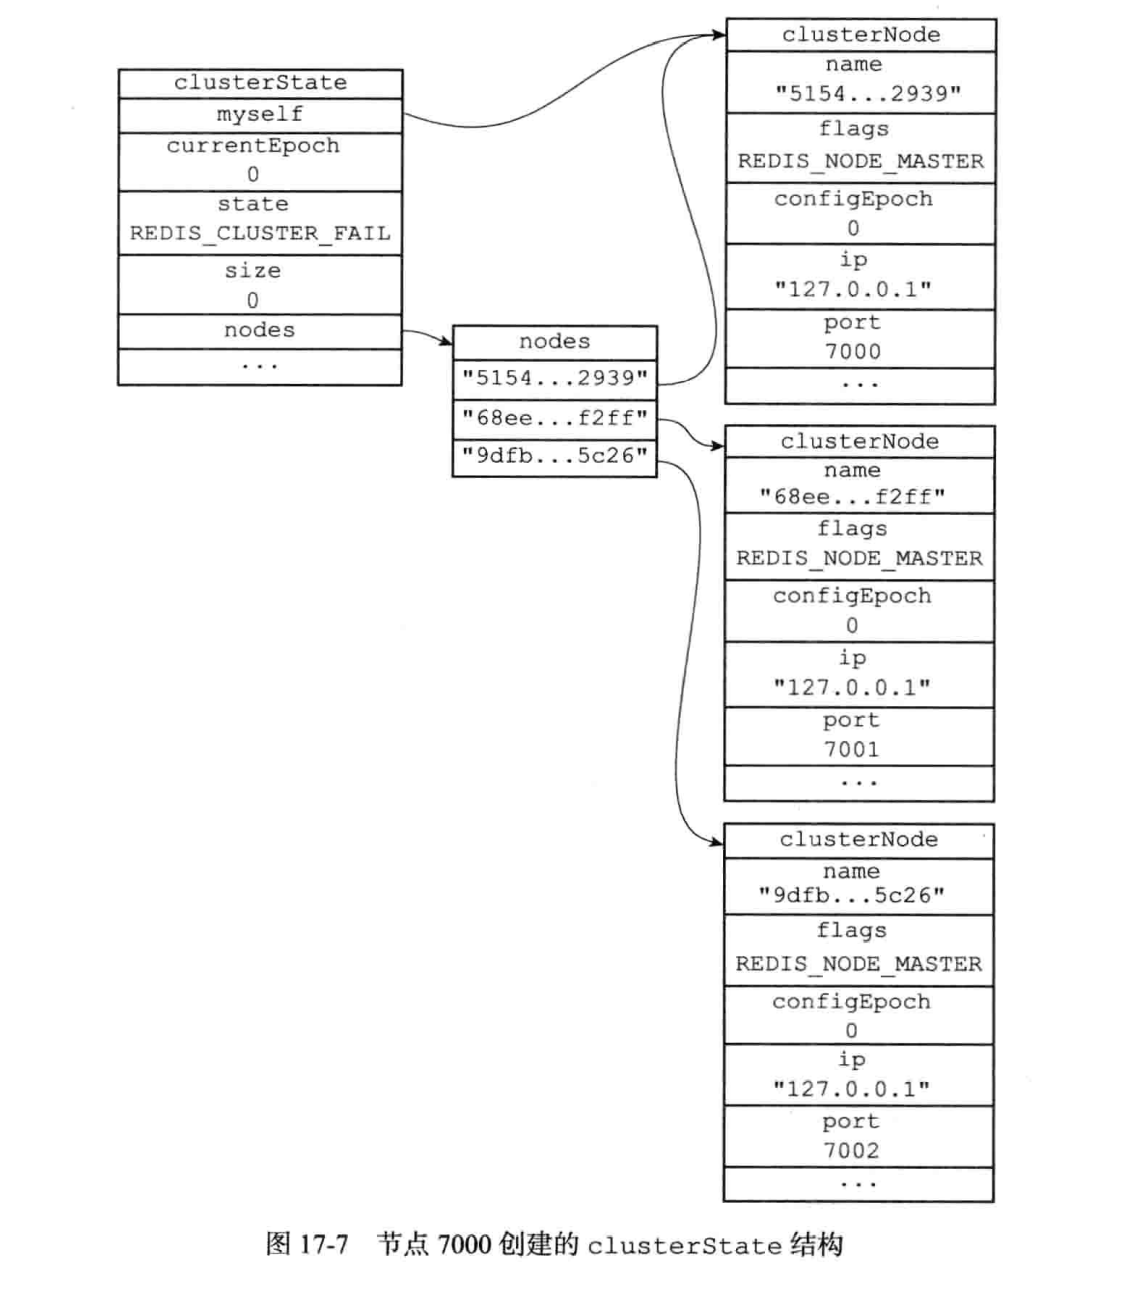 clusterState
myself
currentEpoch
0
state
REDIS_CLUSTER_FAIL
size
0
nodes
...
nodes
"5154...2939"
"68ee...f2ff"
"9dfb...5c26"
clusterNode
name
"5154...2939"
flags
REDIS_NODE_MASTER
configEpoch
0
ip
"127.0.0.1"
port
7000
...
clusterNode
name
"68ee...f2ff"
flags
REDIS_NODE_MASTER
configEpoch
0
ip
"127.0.0.1"
port
7001
...
clusterNode
name
"9dfb...5c26"
flags
REDIS_NODE_MASTER
configEpoch
0
ip
"127.0.0.1"
port
7002
...
图 17-7 节点 7000 创建的 clusterState 结构